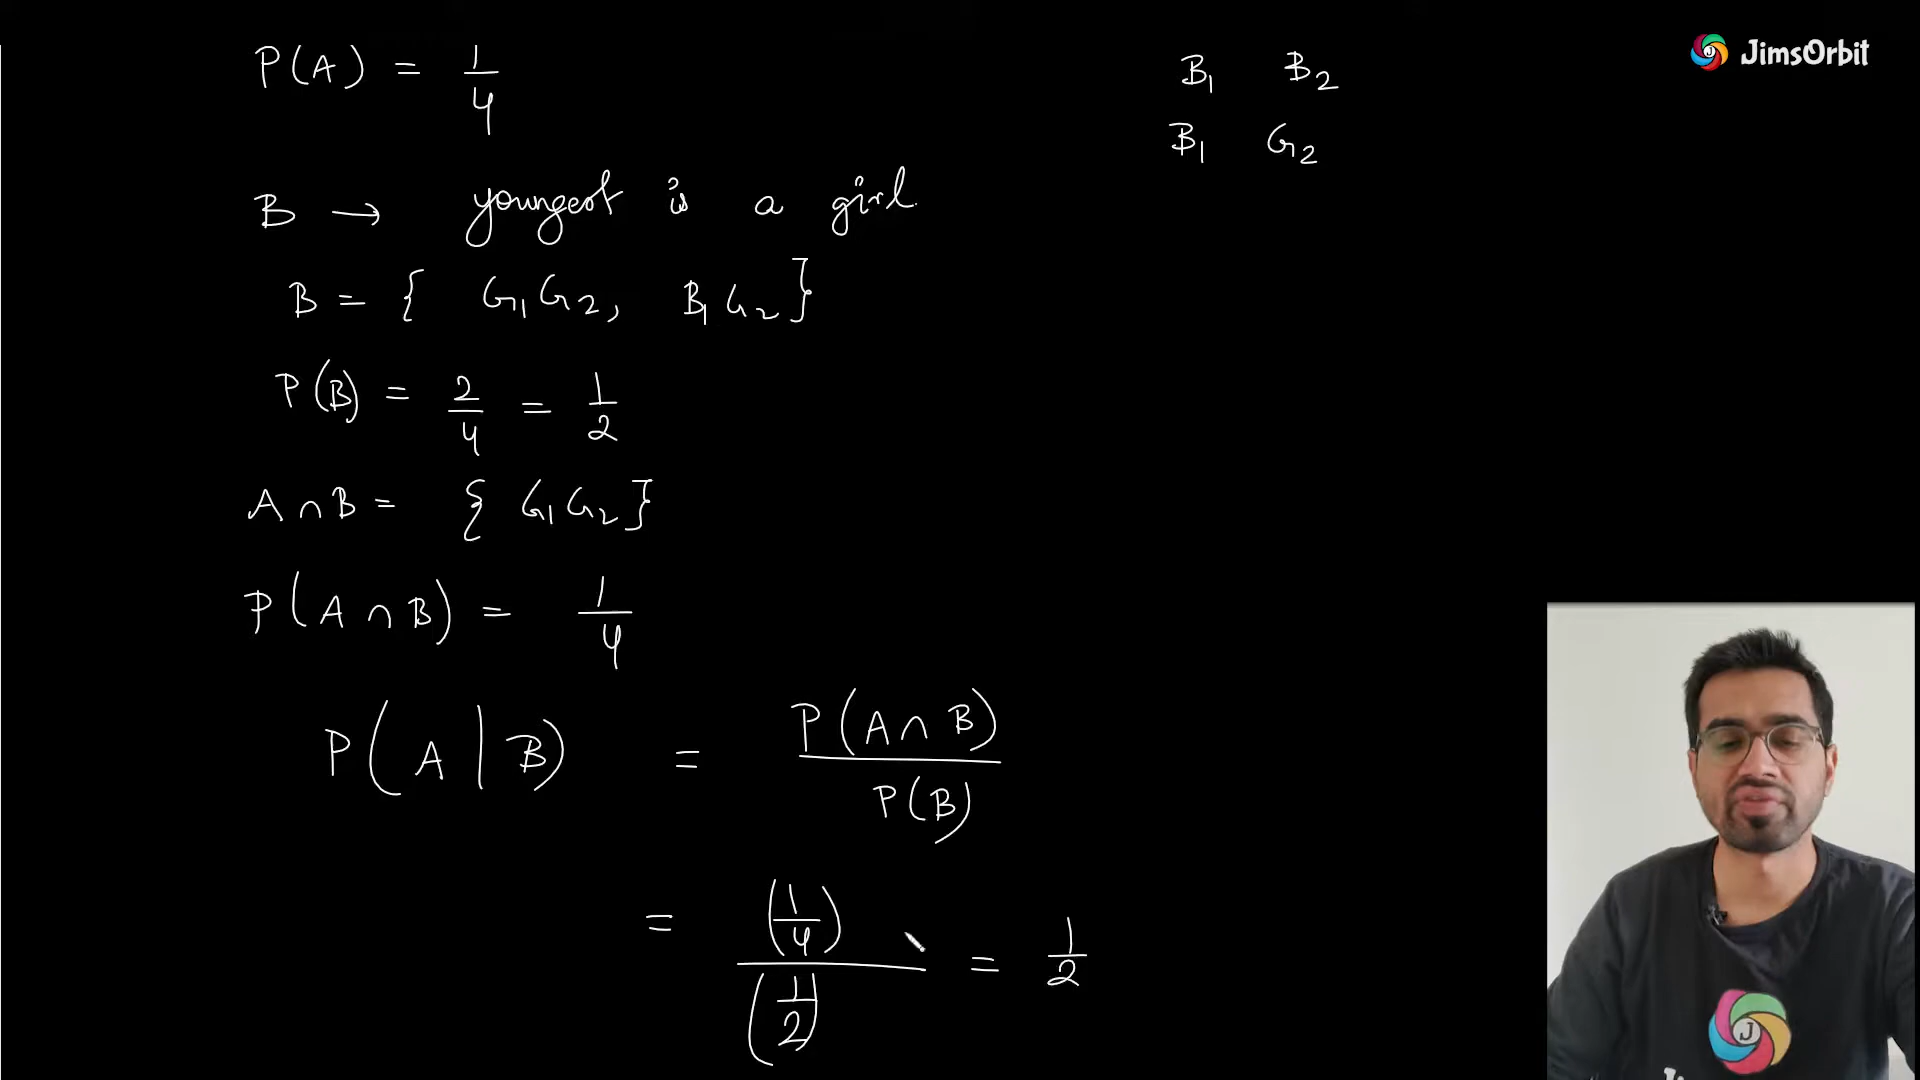 P(A) = 1/4
B1 B2
B1 G2
JimsOrbit
B → youngest is a girl
B = { G1G2, B1G2}
P(B) = 2/4 = 1/2
A∩B = { G1G2}
P(A∩B) = 1/4
P(A|B) = P(A∩B)/P(B)
= (1/4)/(1/2) = 1/2
J